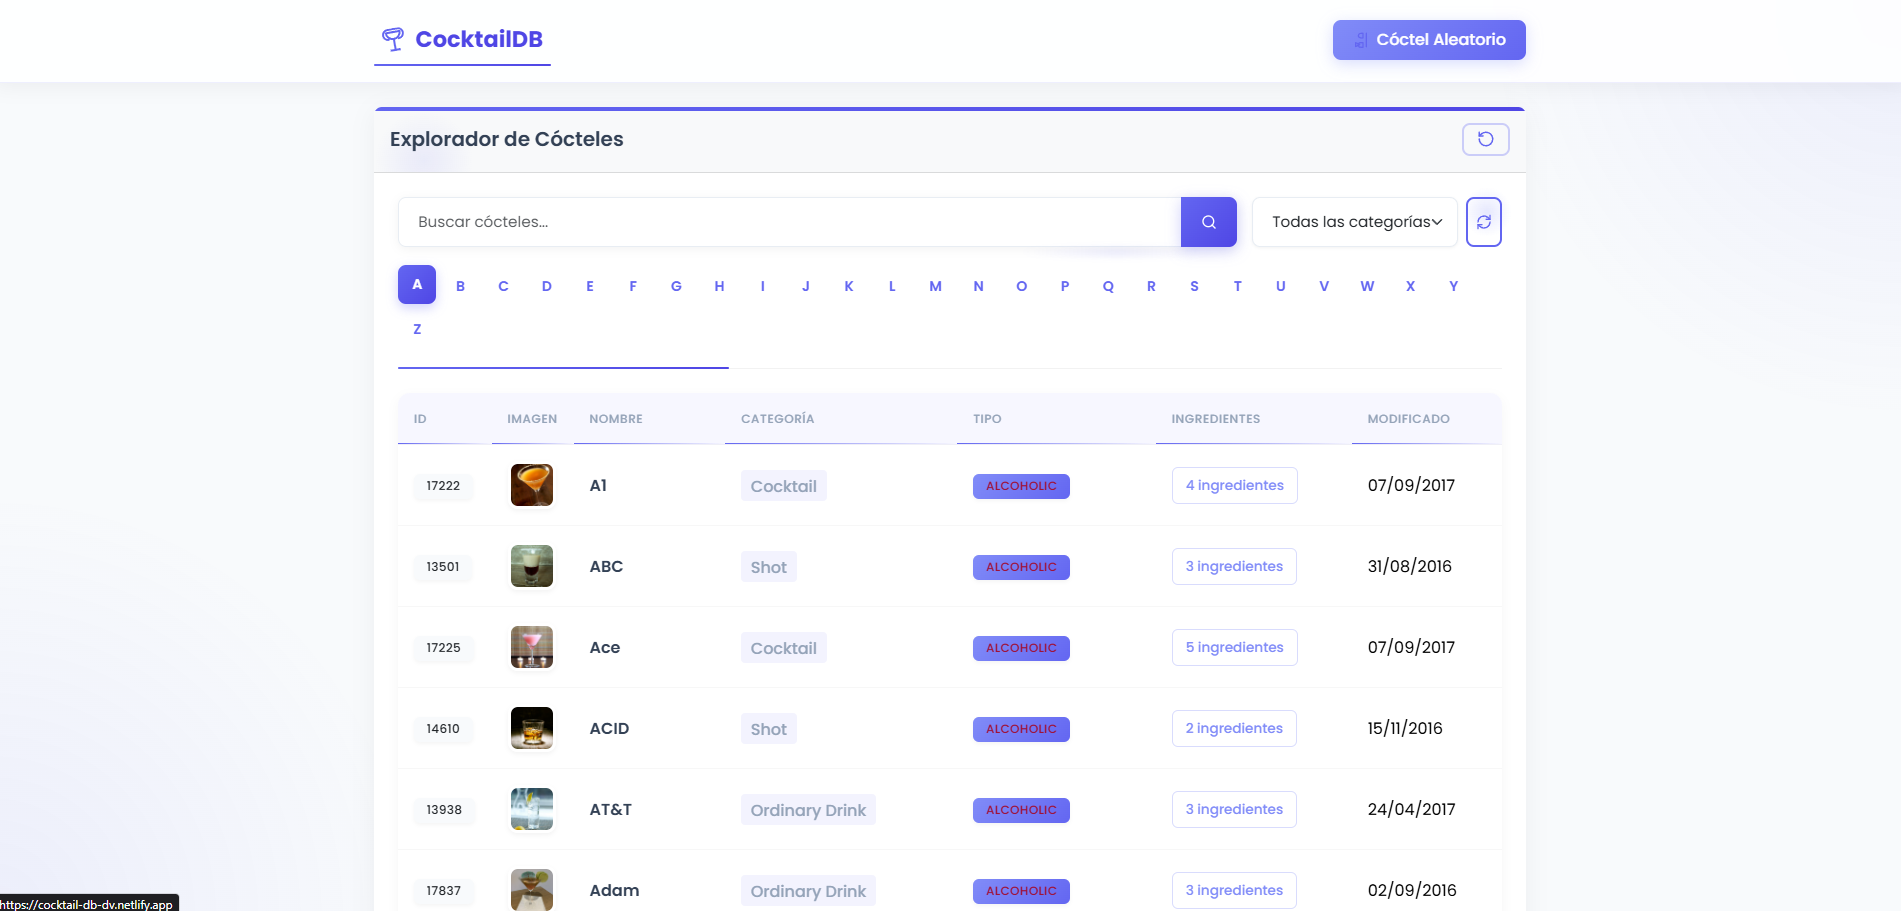 CocktailDB
Cóctel Aleatorio
Explorador de Cócteles
Buscar cócteles...
Todas las categorías
A B C D E F G H I J K L M N O P Q R S T U V W X Y
Z
ID IMAGEN NOMBRE CATEGORÍA TIPO INGREDIENTES MODIFICADO
17222 A1 Cocktail ALCOHOLIC 4 ingredientes 07/09/2017
13501 ABC Shot ALCOHOLIC 3 ingredientes 31/08/2016
17225 Ace Cocktail ALCOHOLIC 5 ingredientes 07/09/2017
14610 ACID Shot ALCOHOLIC 2 ingredientes 15/11/2016
13938 AT&T Ordinary Drink ALCOHOLIC 3 ingredientes 24/04/2017
17837 Adam Ordinary Drink ALCOHOLIC 3 ingredientes 02/09/2016
https://cocktail-db-dv.netlify.app